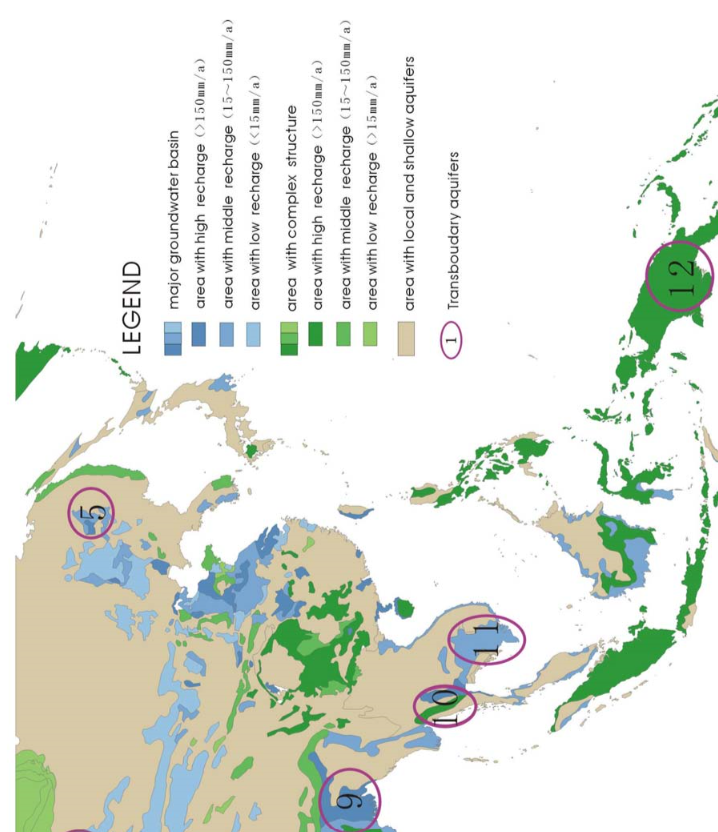 LEGEND
major groundwater basin
area with high recharge (>150mm/a)
area with middle recharge (15~150mm/a)
area with low recharge (<15mm/a)
area with complex structure
area with high recharge (>150mm/a)
area with middle recharge (15~150mm/a)
area with low recharge (>15mm/a)
area with local and shallow aquifers
1 Transboudary aquifers
5
9
10
11
12